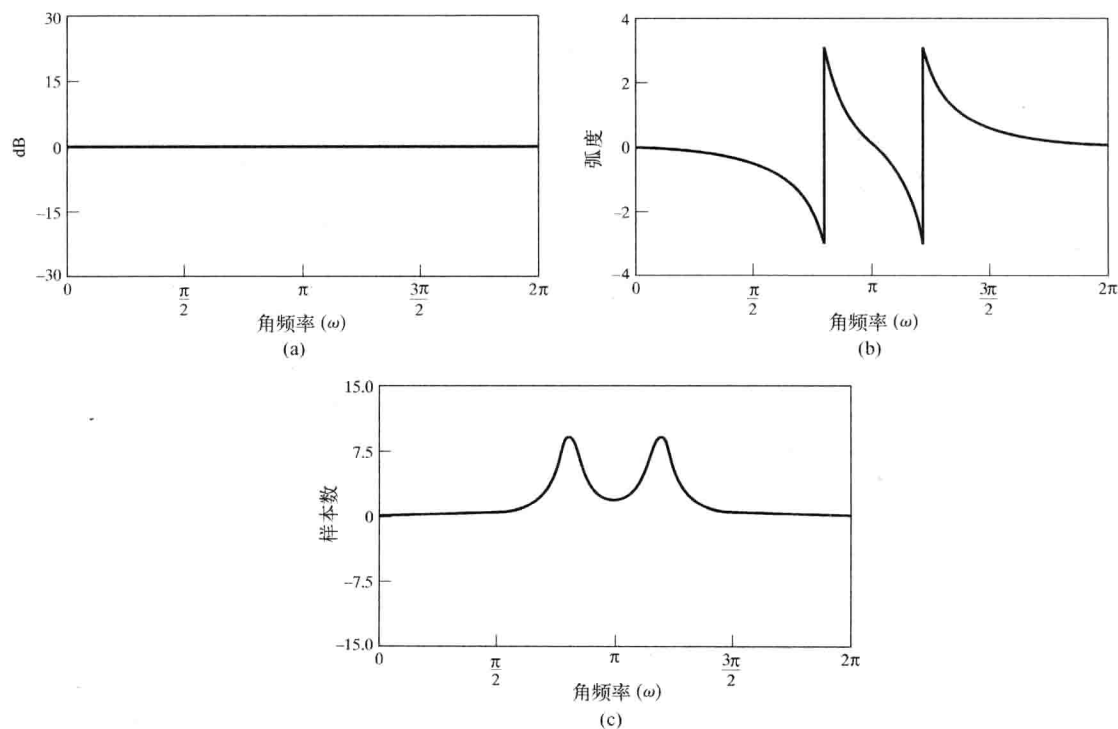 30
15
0
−15
−30
dB
0
π/2
π
3π/2
2π
角频率 (ω)
(a)
4
2
0
−2
−4
弧度
0
π/2
π
3π/2
2π
角频率 (ω)
(b)
15.0
7.5
0
−7.5
−15.0
样本数
0
π/2
π
3π/2
2π
角频率 (ω)
(c)